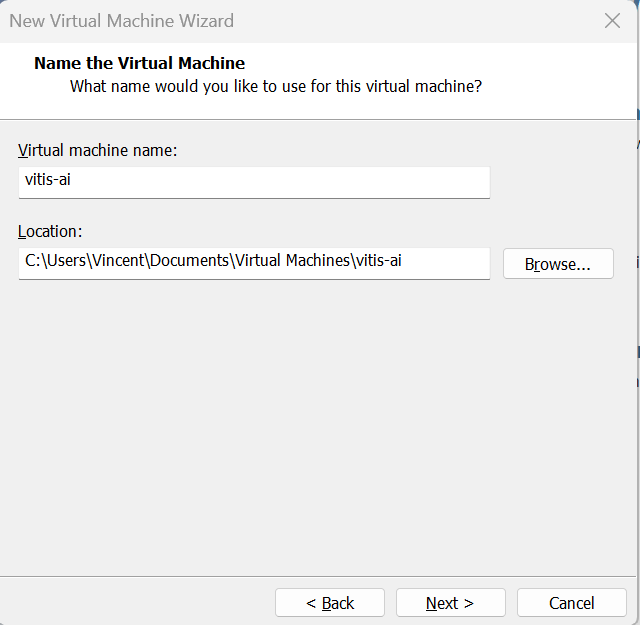 New Virtual Machine Wizard
Name the Virtual Machine
What name would you like to use for this virtual machine?
Virtual machine name:
vitis-ai
Location:
C:\Users\Vincent\Documents\Virtual Machines\vitis-ai
Browse...
< Back
Next >
Cancel